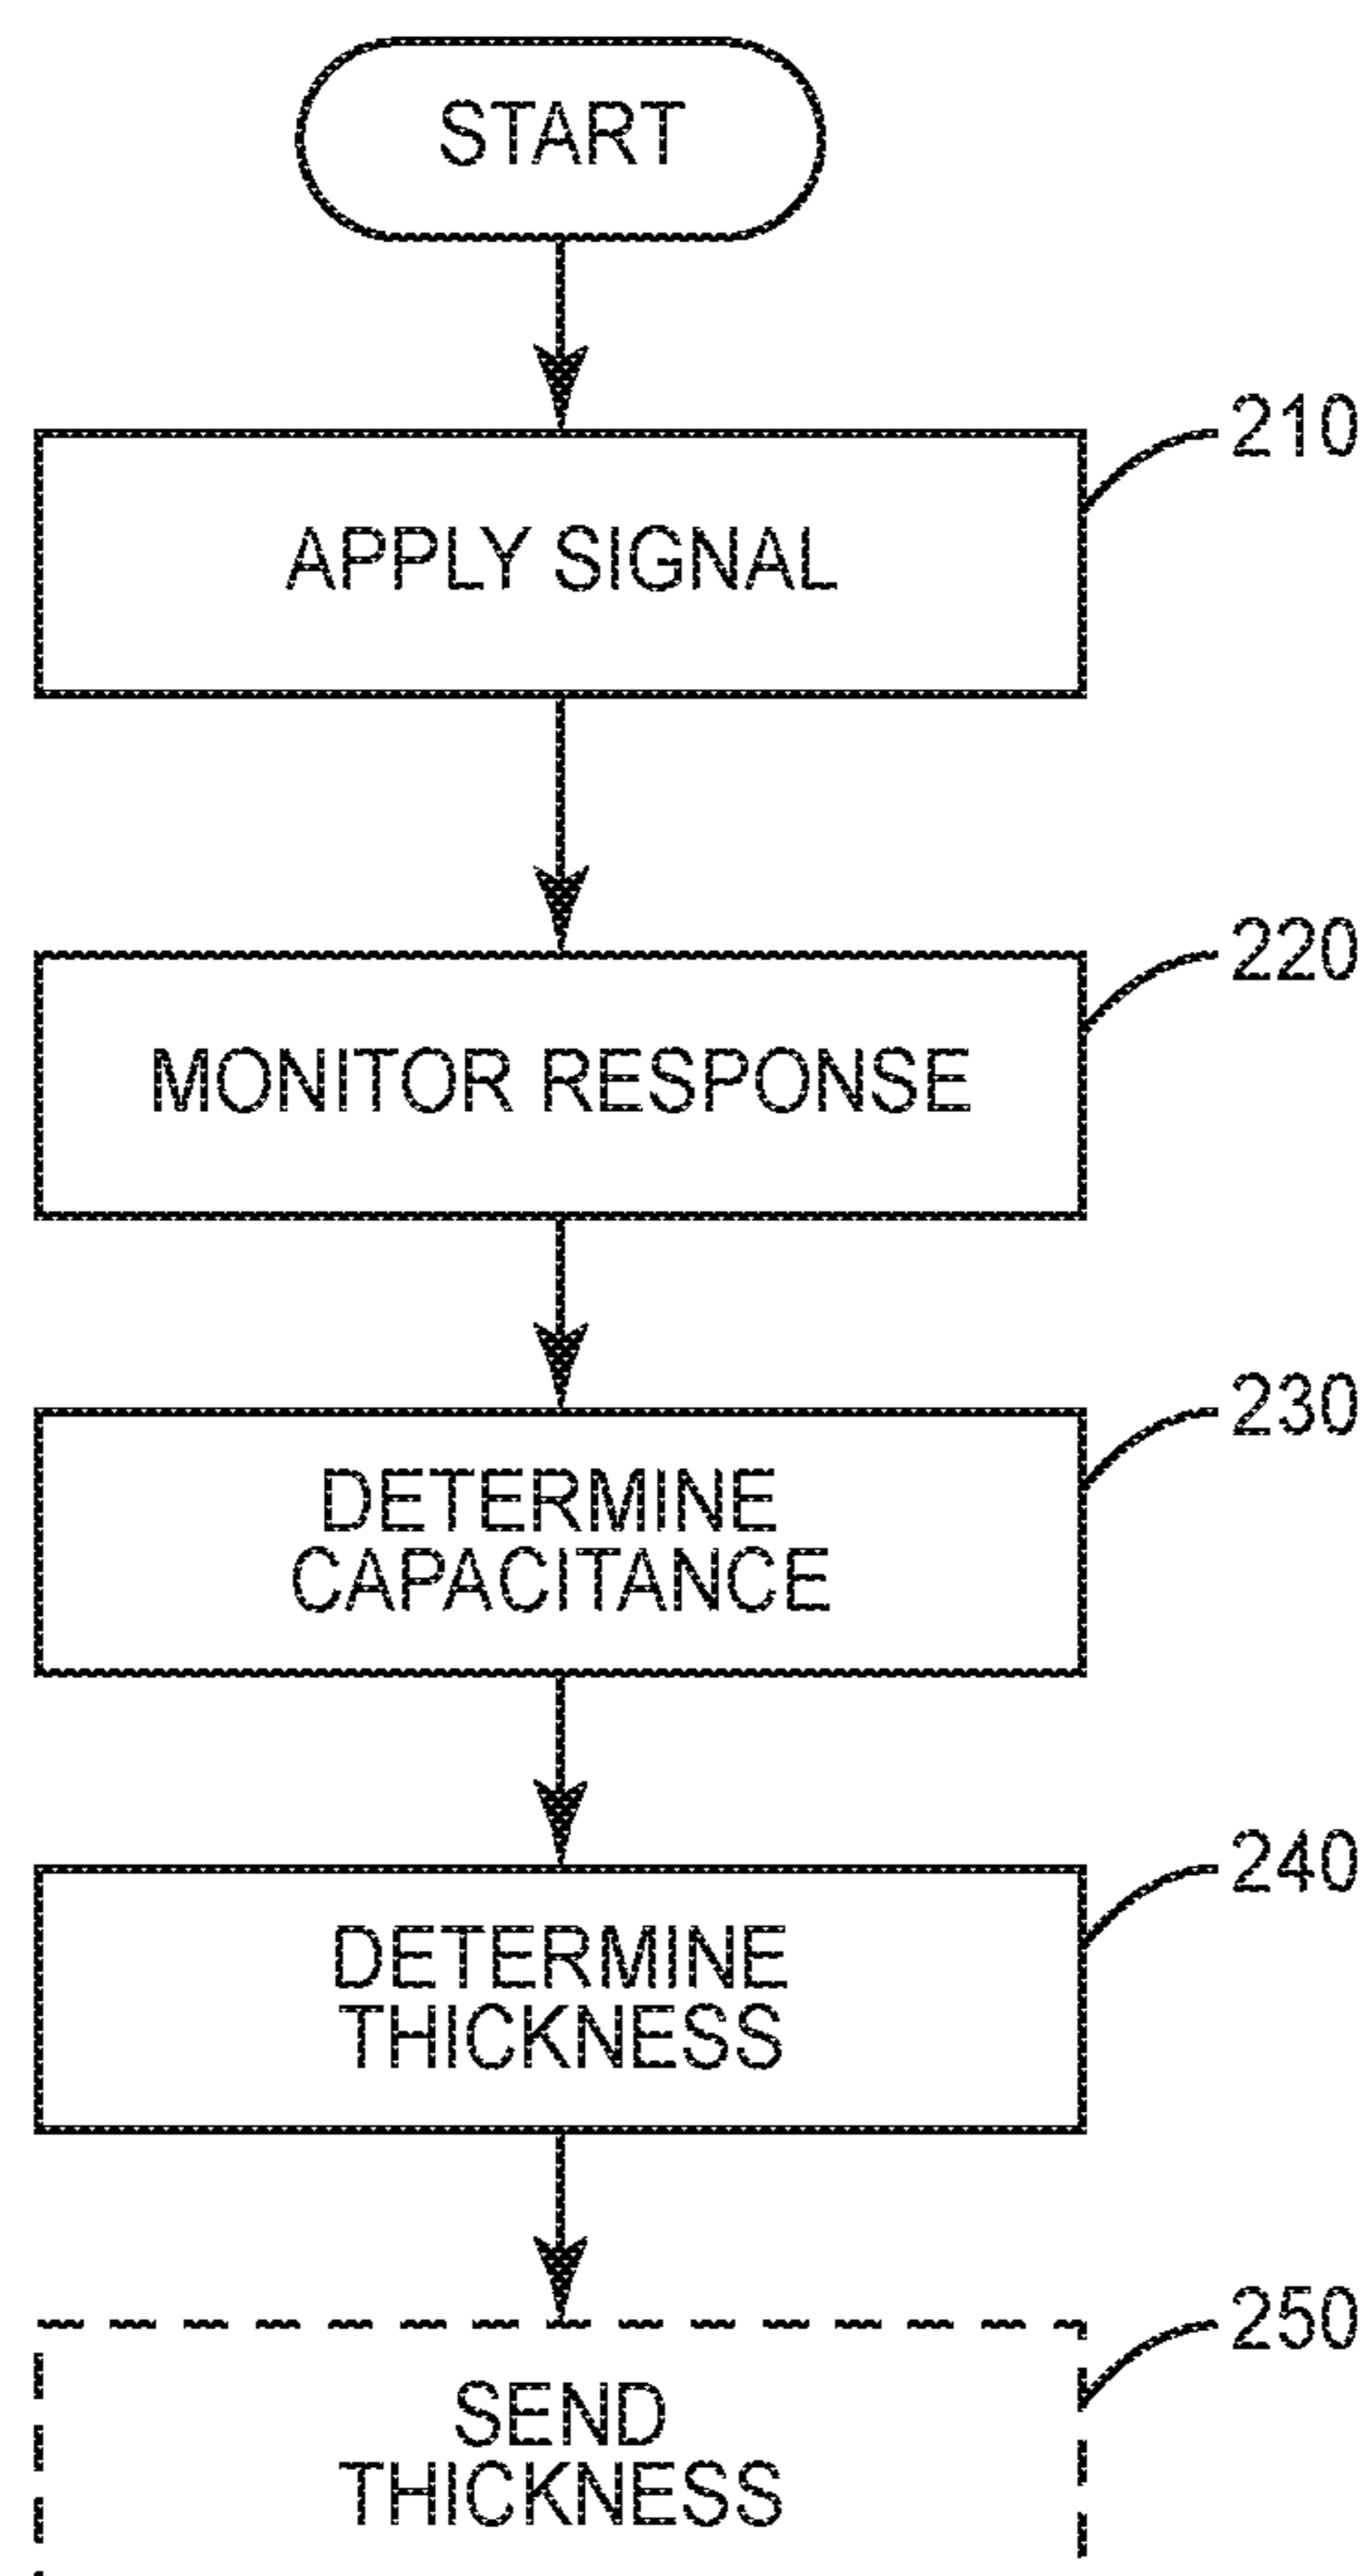 START
210
APPLY SIGNAL
220
MONITOR RESPONSE
230
DETERMINE
CAPACITANCE
240
DETERMINE
THICKNESS
250
SEND
THICKNESS